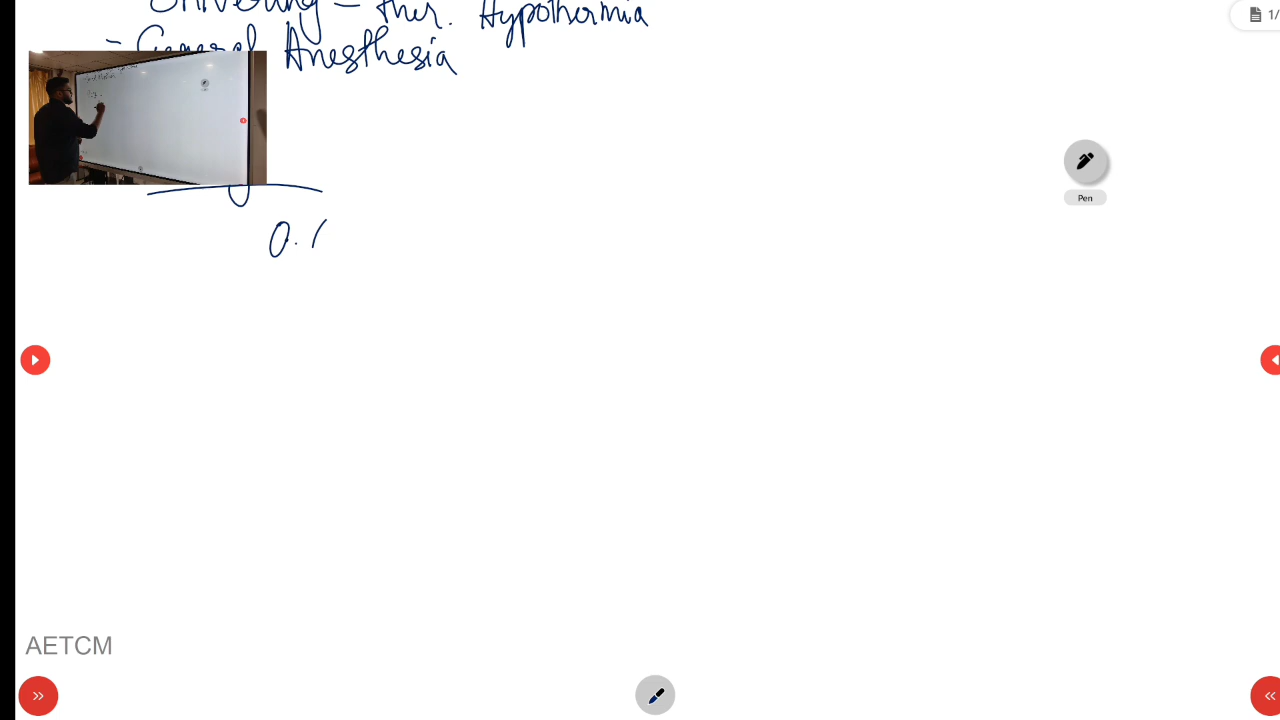 Shivering – ther. Hypothermia
– General Anesthesia
0.
1/
Pen
AETCM